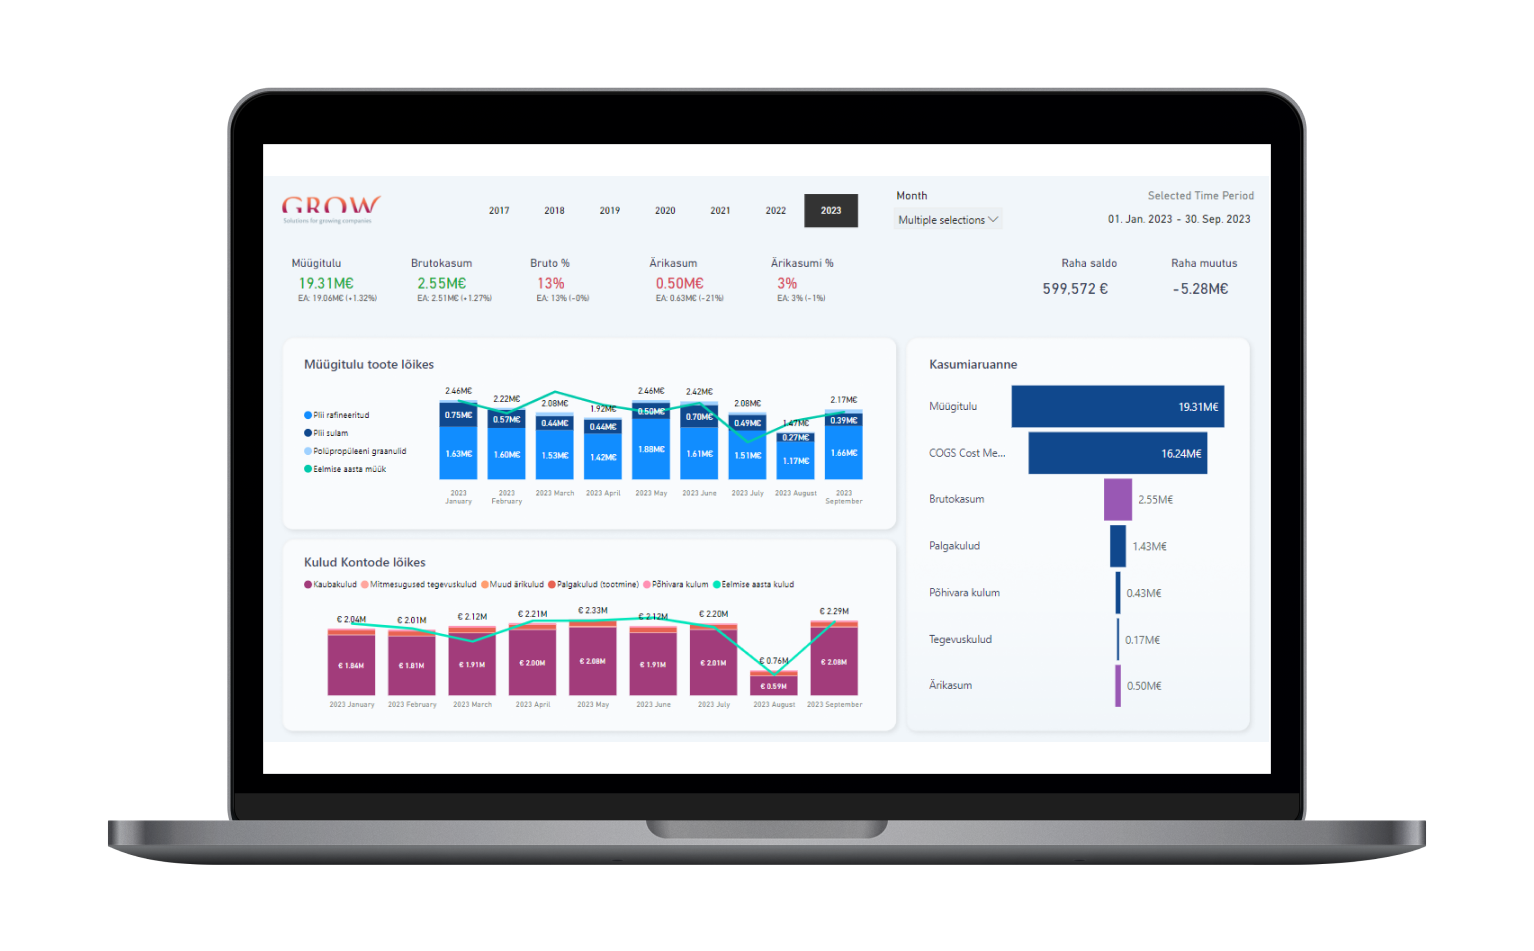 GROW
Solutions for growing companies
2017 2018 2019 2020 2021 2022 2023
Month
Multiple selections
Selected Time Period
01. Jan. 2023 - 30. Sep. 2023
Müügitulu
19.31M€
EA: 19.06M€ (+1.32%)
Brutokasum
2.55M€
EA: 2.51M€ (+1.27%)
Bruto %
13%
EA: 13% (-0%)
Ärikasum
0.50M€
EA: 0.63M€ (-21%)
Ärikasumi %
3%
EA: 3% (-1%)
Raha saldo
599,572 €
Raha muutus
-5.28M€
Müügitulu toote lõikes
Plii rafineeritud
Plii sulam
Polüpropüleeni graanulid
Eelmise aasta müük
2.46M€ 2.22M€ 2.08M€ 1.92M€ 2.46M€ 2.42M€ 2.08M€ 1.47M€ 2.17M€
0.75M€ 0.57M€ 0.44M€ 0.44M€ 0.50M€ 0.70M€ 0.49M€ 0.27M€ 0.39M€
1.63M€ 1.60M€ 1.53M€ 1.42M€ 1.88M€ 1.61M€ 1.51M€ 1.17M€ 1.66M€
2023 January 2023 February 2023 March 2023 April 2023 May 2023 June 2023 July 2023 August 2023 September
Kulud Kontode lõikes
Kaubakulud Mitmesugused tegevuskulud Muud ärikulud Palgakulud (tootmine) Põhivara kulum Eelmise aasta kulud
€ 2.04M € 2.01M € 2.12M € 2.21M € 2.33M € 2.12M € 2.20M € 0.76M € 2.29M
€ 1.84M € 1.81M € 1.91M € 2.00M € 2.08M € 1.91M € 2.01M € 0.59M € 2.08M
2023 January 2023 February 2023 March 2023 April 2023 May 2023 June 2023 July 2023 August 2023 September
Kasumiaruanne
Müügitulu 19.31M€
COGS Cost Me... 16.24M€
Brutokasum 2.55M€
Palgakulud 1.43M€
Põhivara kulum 0.43M€
Tegevuskulud 0.17M€
Ärikasum 0.50M€